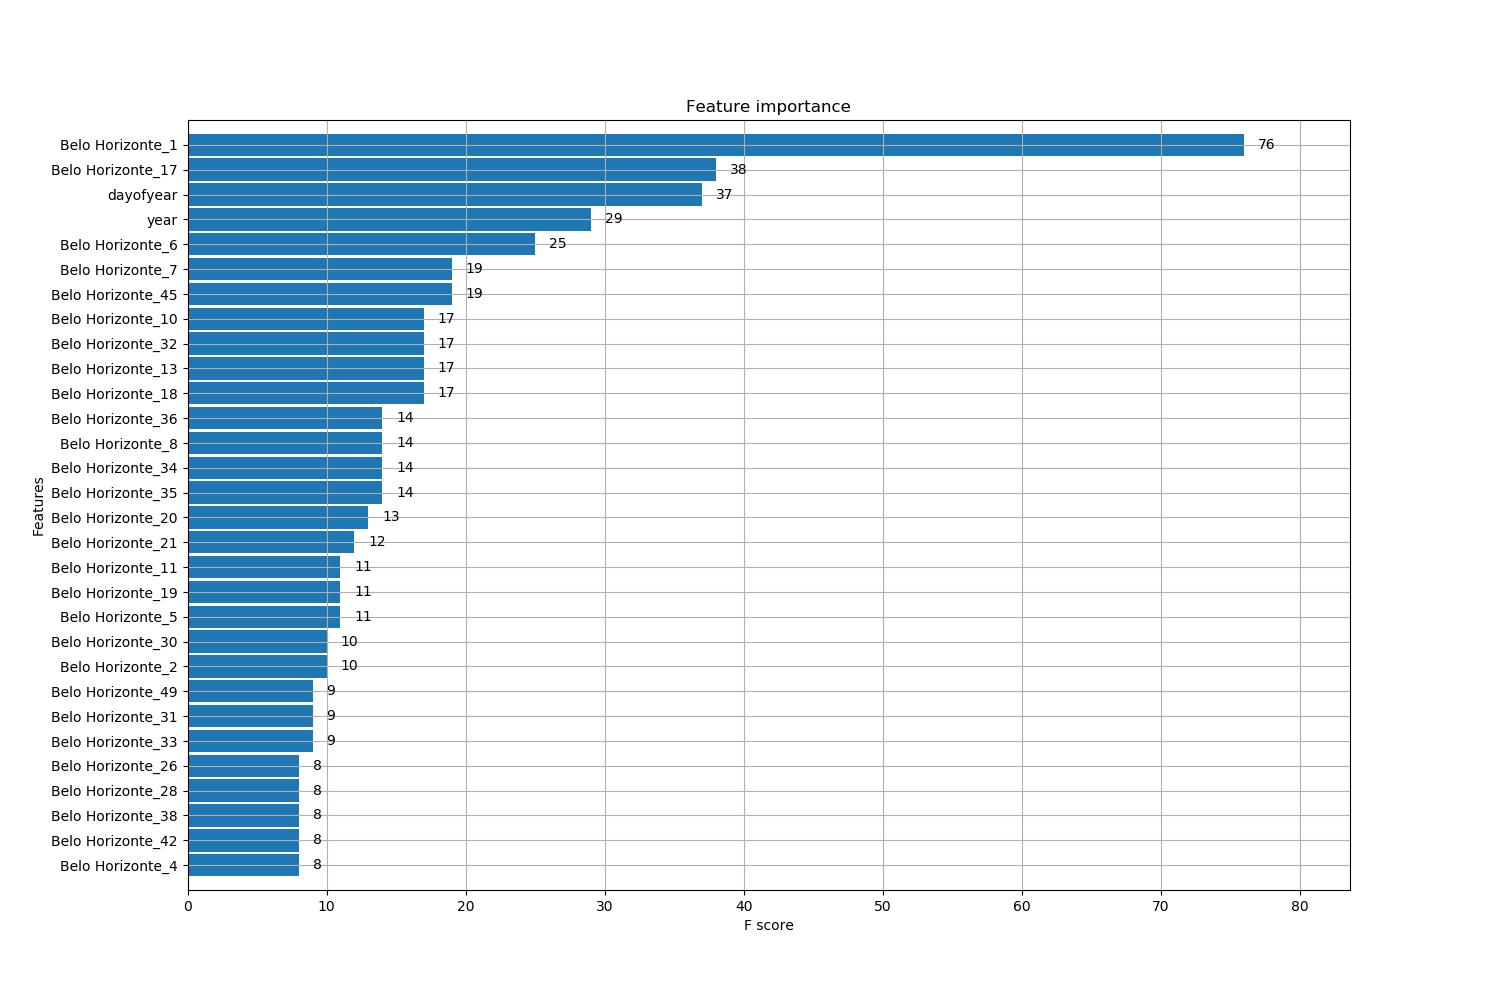 Feature importance
Belo Horizonte_1 76
Belo Horizonte_17 38
dayofyear 37
year 29
Belo Horizonte_6 25
Belo Horizonte_7 19
Belo Horizonte_45 19
Belo Horizonte_10 17
Belo Horizonte_32 17
Belo Horizonte_13 17
Belo Horizonte_18 17
Belo Horizonte_36 14
Belo Horizonte_8 14
Belo Horizonte_34 14
Belo Horizonte_35 14
Belo Horizonte_20 13
Belo Horizonte_21 12
Belo Horizonte_11 11
Belo Horizonte_19 11
Belo Horizonte_5 11
Belo Horizonte_30 10
Belo Horizonte_2 10
Belo Horizonte_49 9
Belo Horizonte_31 9
Belo Horizonte_33 9
Belo Horizonte_26 8
Belo Horizonte_28 8
Belo Horizonte_38 8
Belo Horizonte_42 8
Belo Horizonte_4 8
Features
0 10 20 30 40 50 60 70 80
F score